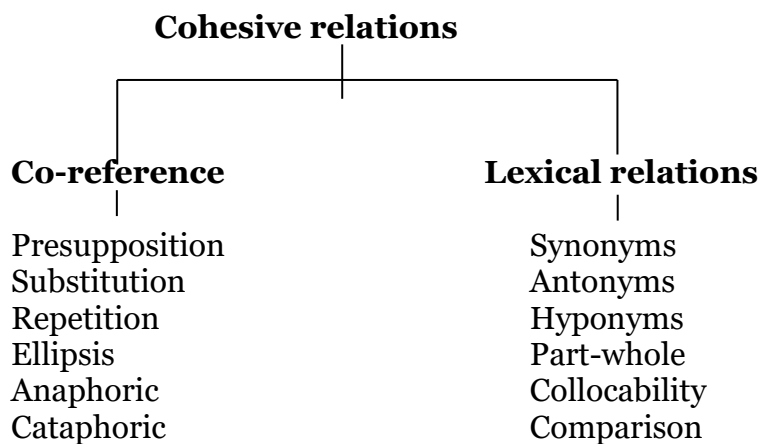 Cohesive relations
Co-reference
Lexical relations
Presupposition
Substitution
Repetition
Ellipsis
Anaphoric
Cataphoric
Synonyms
Antonyms
Hyponyms
Part-whole
Collocability
Comparison